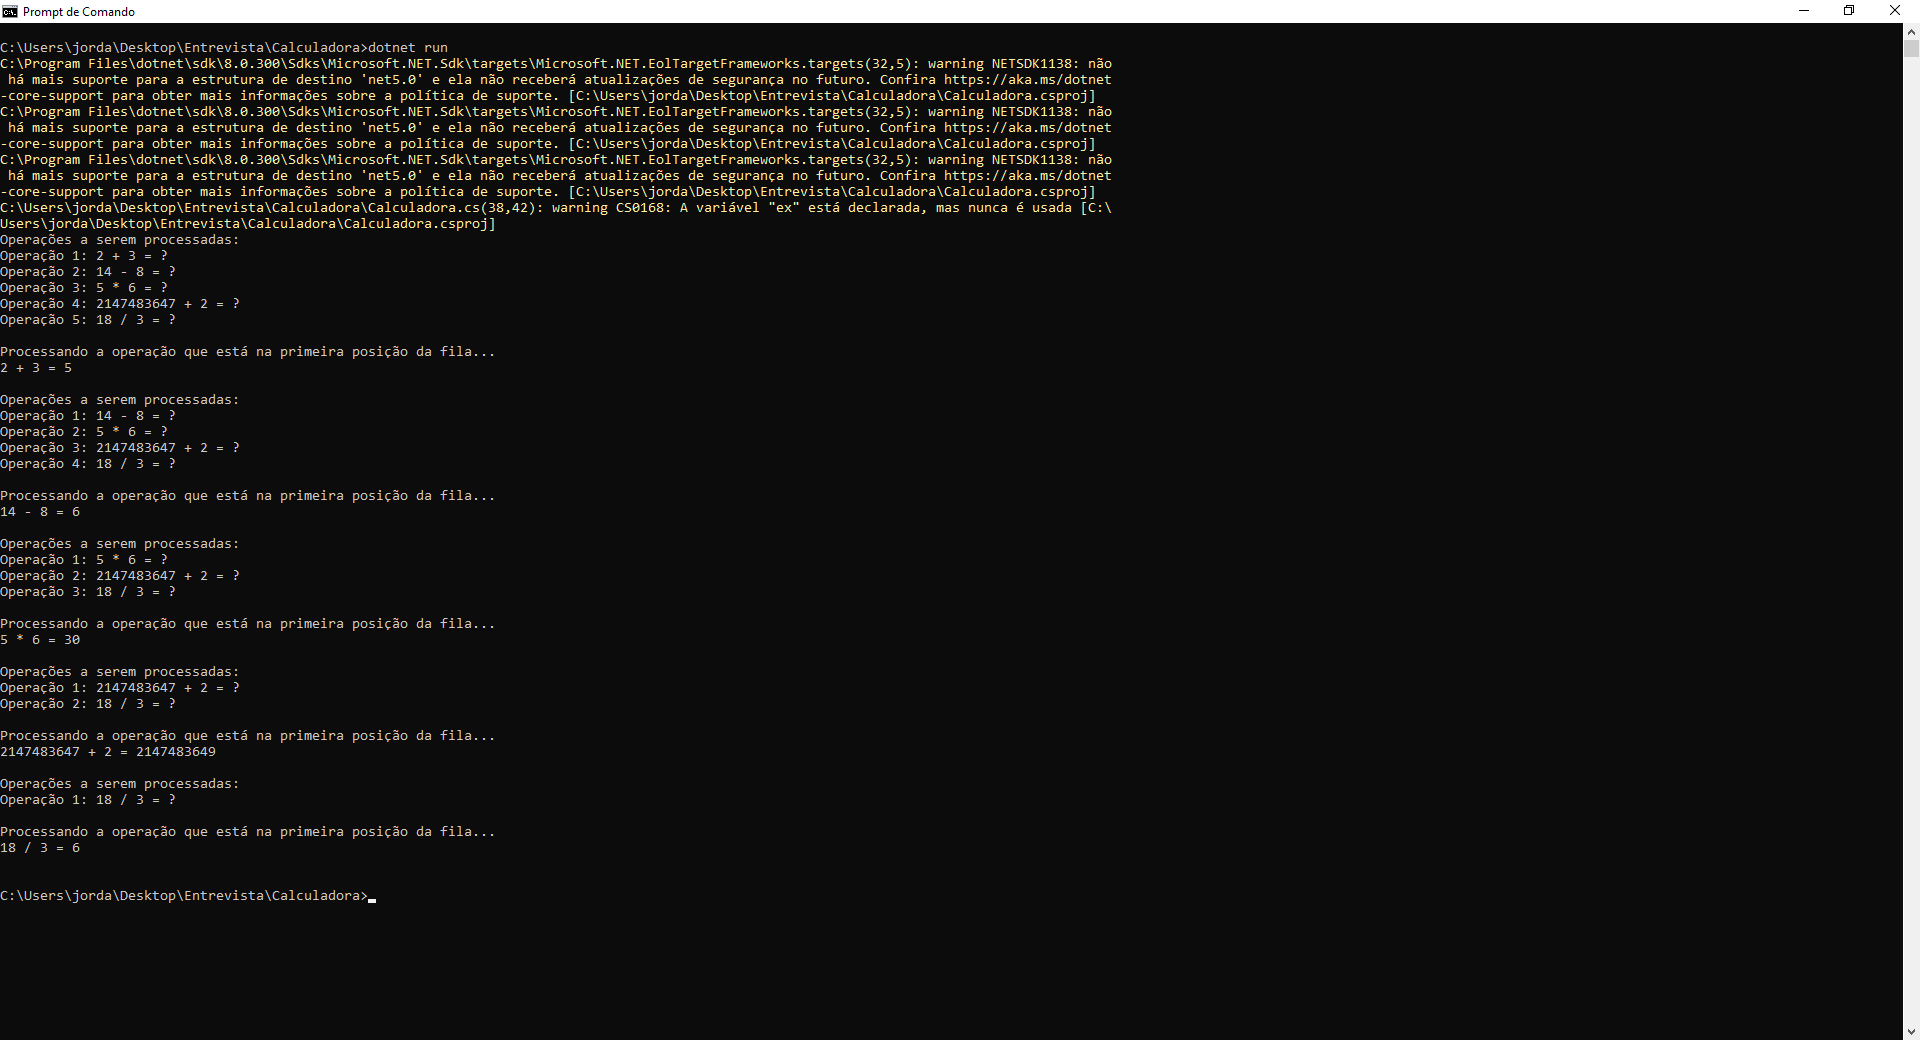 Prompt de Comando
C:\Users\jorda\Desktop\Entrevista\Calculadora>dotnet run
C:\Program Files\dotnet\sdk\8.0.300\Sdks\Microsoft.NET.Sdk\targets\Microsoft.NET.EolTargetFrameworks.targets(32,5): warning NETSDK1138: não
há mais suporte para a estrutura de destino 'net5.0' e ela não receberá atualizações de segurança no futuro. Confira https://aka.ms/dotnet
-core-support para obter mais informações sobre a política de suporte. [C:\Users\jorda\Desktop\Entrevista\Calculadora\Calculadora.csproj]
C:\Program Files\dotnet\sdk\8.0.300\Sdks\Microsoft.NET.Sdk\targets\Microsoft.NET.EolTargetFrameworks.targets(32,5): warning NETSDK1138: não
há mais suporte para a estrutura de destino 'net5.0' e ela não receberá atualizações de segurança no futuro. Confira https://aka.ms/dotnet
-core-support para obter mais informações sobre a política de suporte. [C:\Users\jorda\Desktop\Entrevista\Calculadora\Calculadora.csproj]
C:\Program Files\dotnet\sdk\8.0.300\Sdks\Microsoft.NET.Sdk\targets\Microsoft.NET.EolTargetFrameworks.targets(32,5): warning NETSDK1138: não
há mais suporte para a estrutura de destino 'net5.0' e ela não receberá atualizações de segurança no futuro. Confira https://aka.ms/dotnet
-core-support para obter mais informações sobre a política de suporte. [C:\Users\jorda\Desktop\Entrevista\Calculadora\Calculadora.csproj]
C:\Users\jorda\Desktop\Entrevista\Calculadora\Calculadora.cs(38,42): warning CS0168: A variável "ex" está declarada, mas nunca é usada [C:\
Users\jorda\Desktop\Entrevista\Calculadora\Calculadora.csproj]
Operações a serem processadas:
Operação 1: 2 + 3 = ?
Operação 2: 14 - 8 = ?
Operação 3: 5 * 6 = ?
Operação 4: 2147483647 + 2 = ?
Operação 5: 18 / 3 = ?
Processando a operação que está na primeira posição da fila...
2 + 3 = 5
Operações a serem processadas:
Operação 1: 14 - 8 = ?
Operação 2: 5 * 6 = ?
Operação 3: 2147483647 + 2 = ?
Operação 4: 18 / 3 = ?
Processando a operação que está na primeira posição da fila...
14 - 8 = 6
Operações a serem processadas:
Operação 1: 5 * 6 = ?
Operação 2: 2147483647 + 2 = ?
Operação 3: 18 / 3 = ?
Processando a operação que está na primeira posição da fila...
5 * 6 = 30
Operações a serem processadas:
Operação 1: 2147483647 + 2 = ?
Operação 2: 18 / 3 = ?
Processando a operação que está na primeira posição da fila...
2147483647 + 2 = 2147483649
Operações a serem processadas:
Operação 1: 18 / 3 = ?
Processando a operação que está na primeira posição da fila...
18 / 3 = 6
C:\Users\jorda\Desktop\Entrevista\Calculadora>